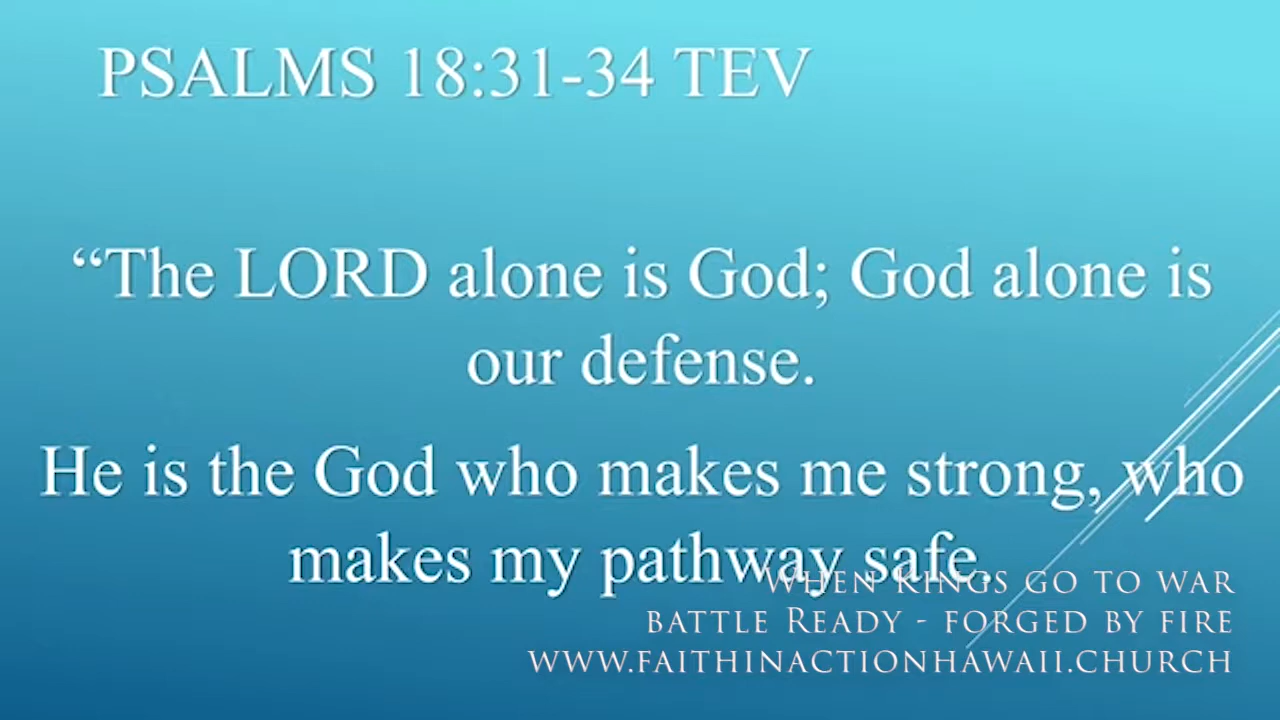 PSALMS 18:31-34 TEV
“The LORD alone is God; God alone is
our defense.
He is the God who makes me strong, who
makes my pathway safe.
WHEN KINGS GO TO WAR
BATTLE READY - FORGED BY FIRE
WWW.FAITHINACTIONHAWAII.CHURCH